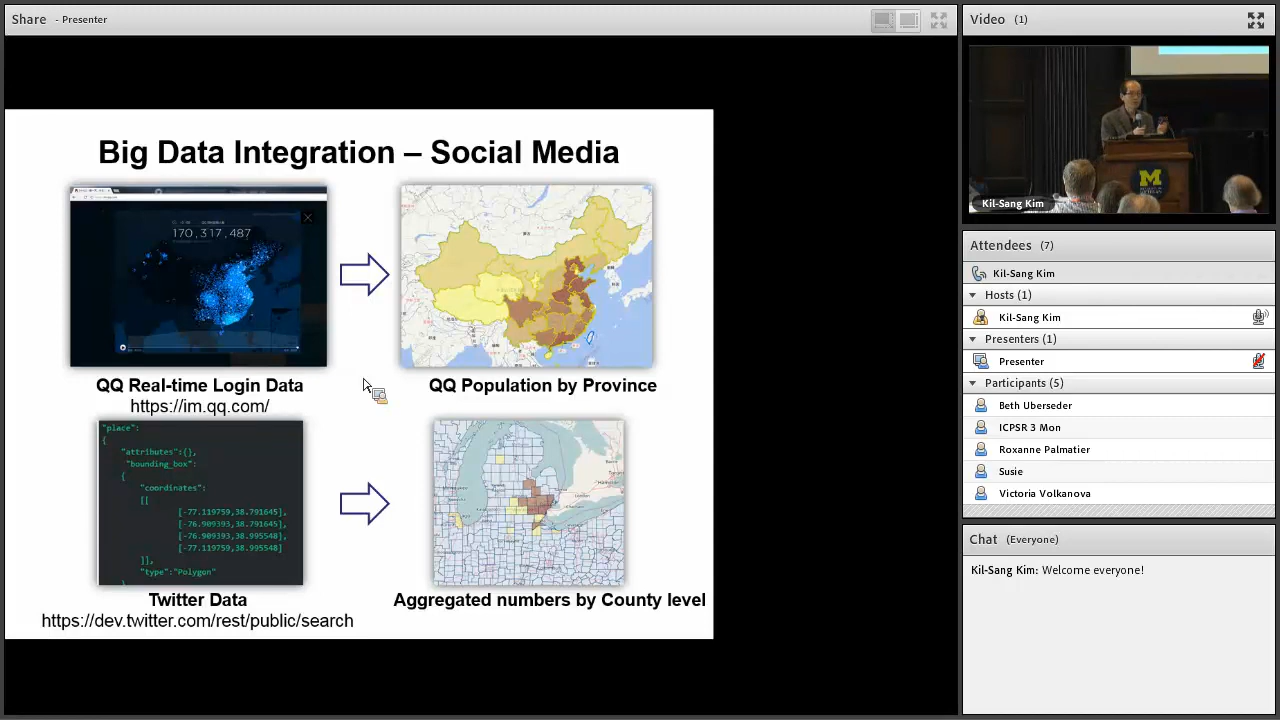 Share - Presenter
Big Data Integration – Social Media
170,317,487
QQ Real-time Login Data
https://im.qq.com/
QQ Population by Province
"place":
{
"attributes":{},
"bounding_box":
{
"coordinates":
[[
[-77.119759,38.791645],
[-76.909393,38.791645],
[-76.909393,38.995548],
[-77.119759,38.995548]
]],
"type":"Polygon"
}
Twitter Data
https://dev.twitter.com/rest/public/search
Aggregated numbers by County level
Video (1)
M
Kil-Sang Kim
Attendees (7)
Kil-Sang Kim
Hosts (1)
Kil-Sang Kim
Presenters (1)
Presenter
Participants (5)
Beth Uberseder
ICPSR 3 Mon
Roxanne Palmatier
Susie
Victoria Volkanova
Chat (Everyone)
Kil-Sang Kim: Welcome everyone!